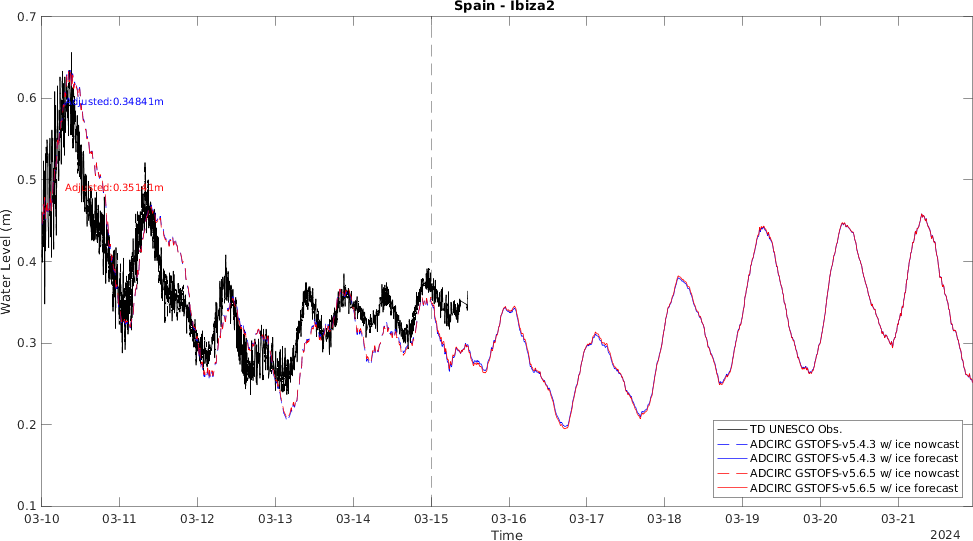 Spain - Ibiza2
0.7
0.6
0.5
0.4
0.3
0.2
0.1
Water Level (m)
Adjusted:0.34841m
Adjusted:0.35141m
TD UNESCO Obs.
ADCIRC GSTOFS-v5.4.3 w/ ice nowcast
ADCIRC GSTOFS-v5.4.3 w/ ice forecast
ADCIRC GSTOFS-v5.6.5 w/ ice nowcast
ADCIRC GSTOFS-v5.6.5 w/ ice forecast
03-10 03-11 03-12 03-13 03-14 03-15 03-16 03-17 03-18 03-19 03-20 03-21
Time
2024